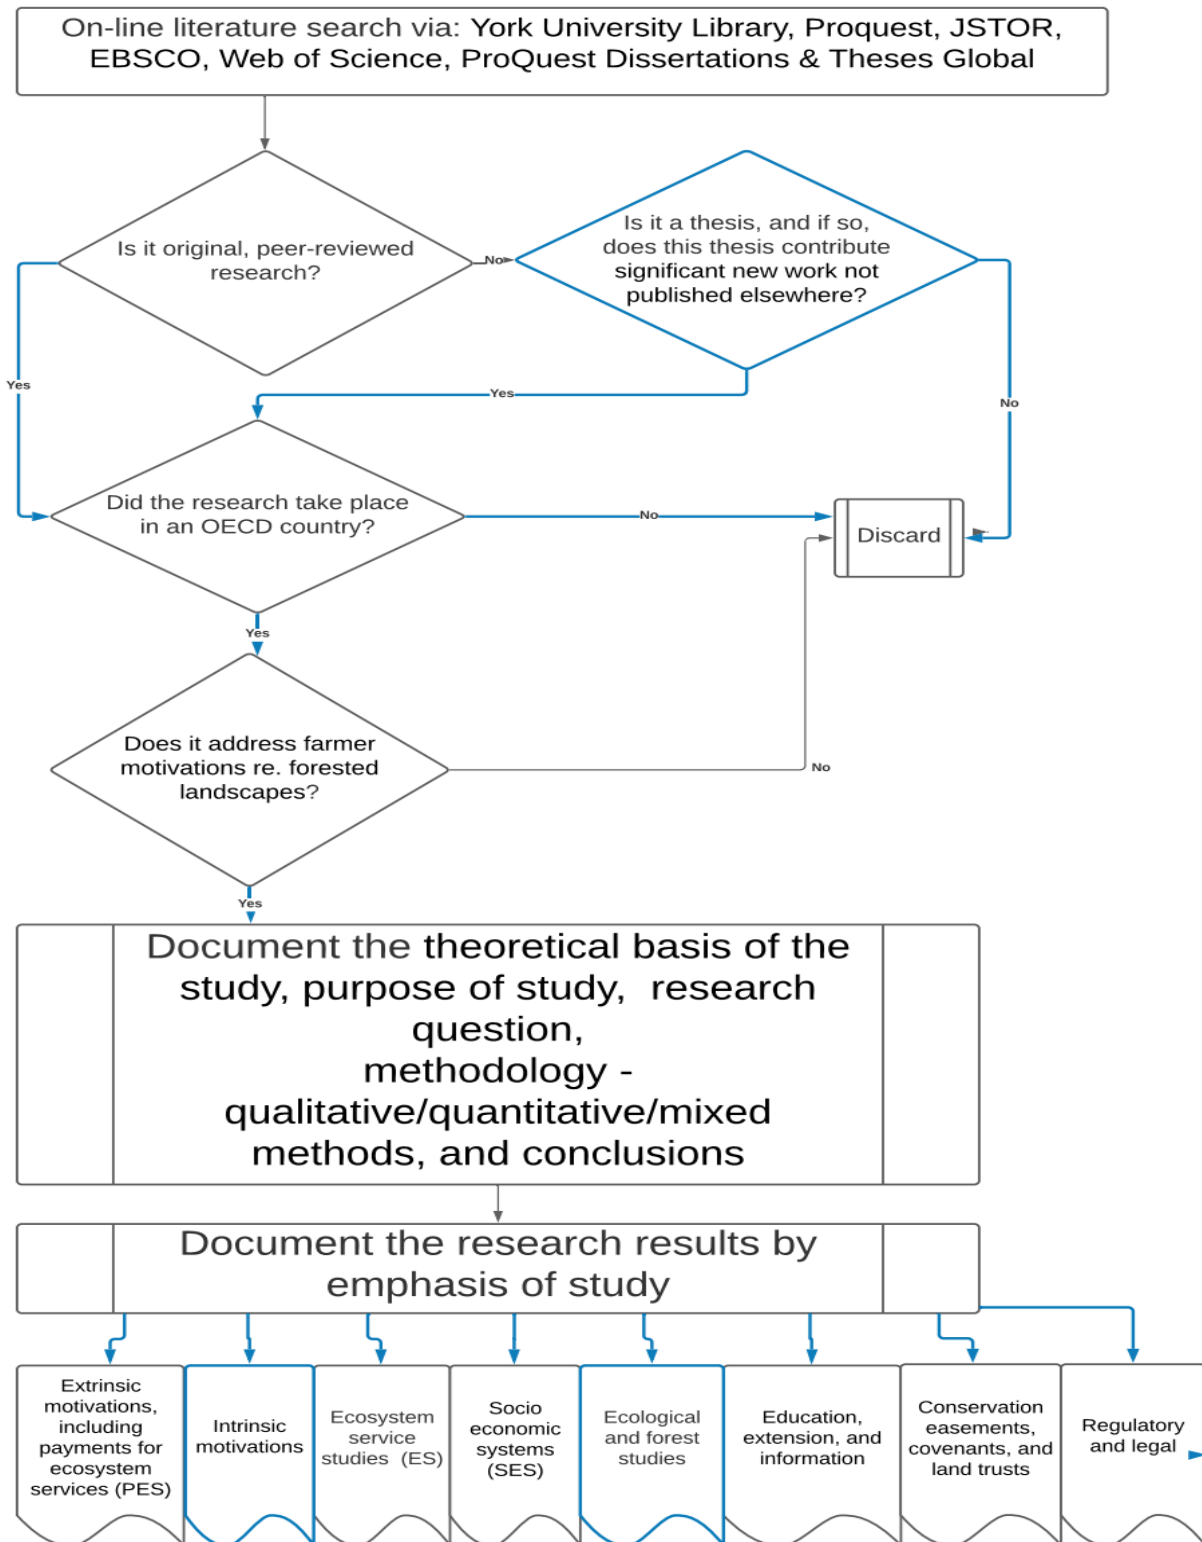 On-line literature search via: York University Library, Proquest, JSTOR,
EBSCO, Web of Science, ProQuest Dissertations & Theses Global
Is it original, peer-reviewed
research?
No
Is it a thesis, and if so,
does this thesis contribute
significant new work not
published elsewhere?
Yes
Yes
No
Did the research take place
in an OECD country?
No
Discard
Yes
Does it address farmer
motivations re. forested
landscapes?
No
Yes
Document the theoretical basis of the
study, purpose of study, research
question,
methodology -
qualitative/quantitative/mixed
methods, and conclusions
Document the research results by
emphasis of study
Extrinsic
motivations,
including
payments for
ecosystem
services (PES)
Intrinsic
motivations
Ecosystem
service
studies (ES)
Socio
economic
systems
(SES)
Ecological
and forest
studies
Education,
extension, and
information
Conservation
easements,
covenants, and
land trusts
Regulatory
and legal